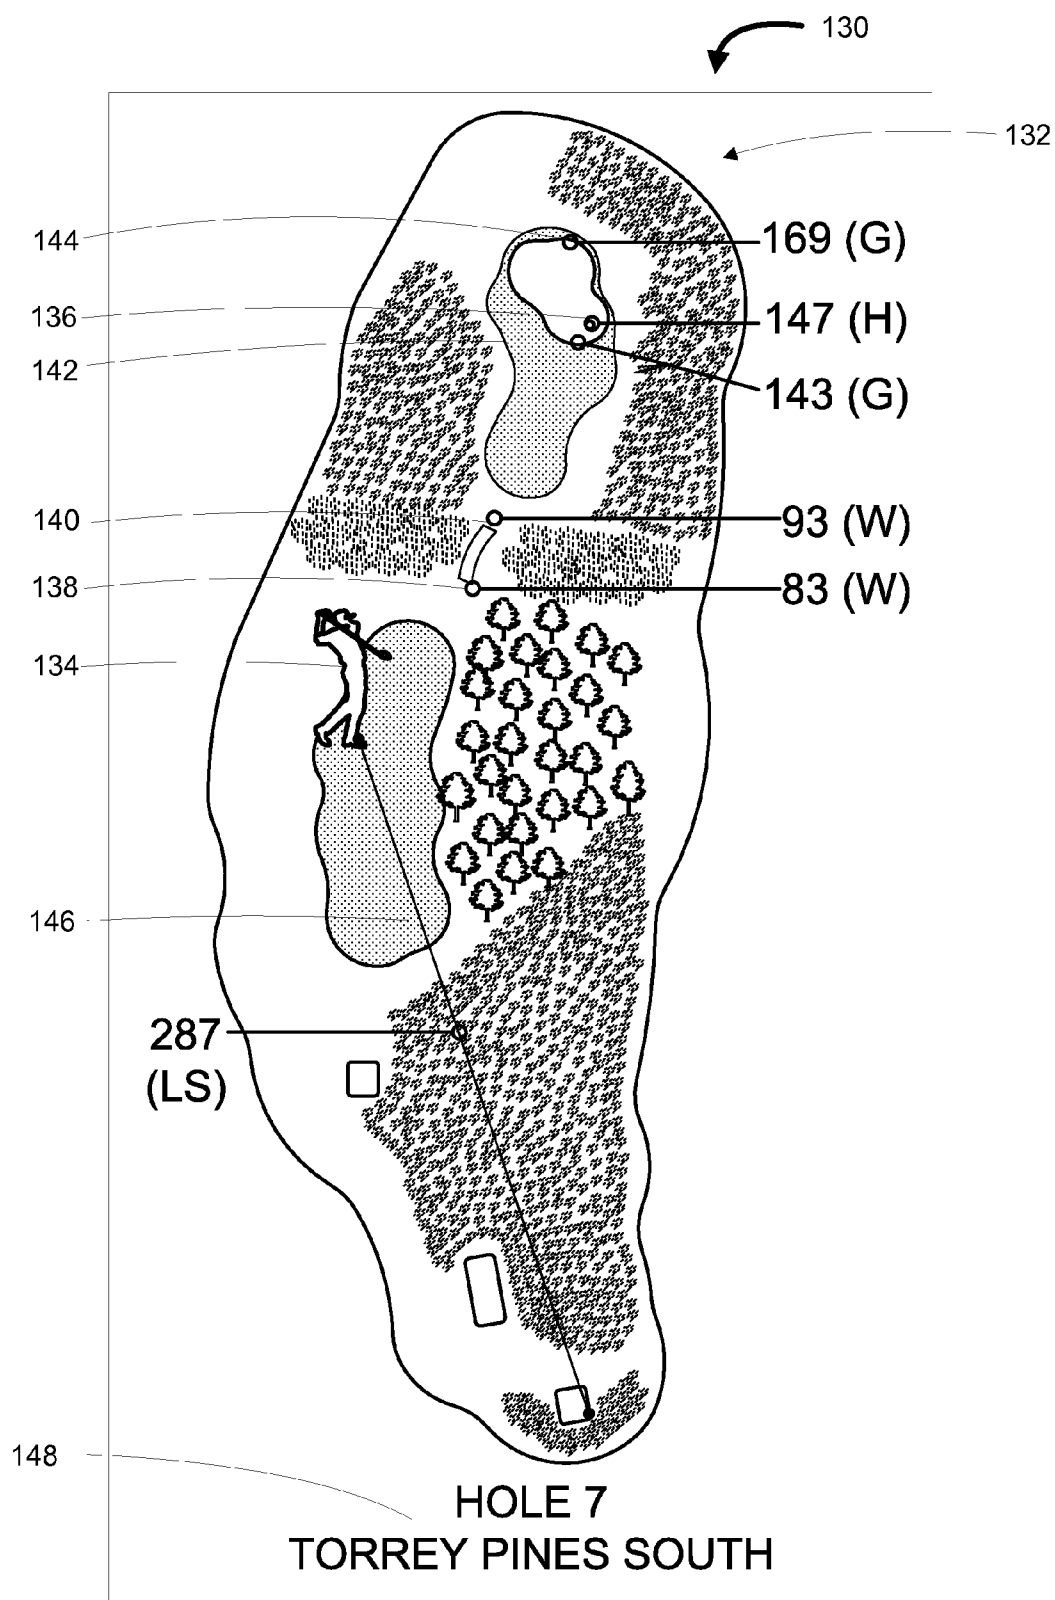 130
132
144
169 (G)
136
147 (H)
142
143 (G)
140
93 (W)
138
83 (W)
134
146
287
(LS)
148
HOLE 7
TORREY PINES SOUTH